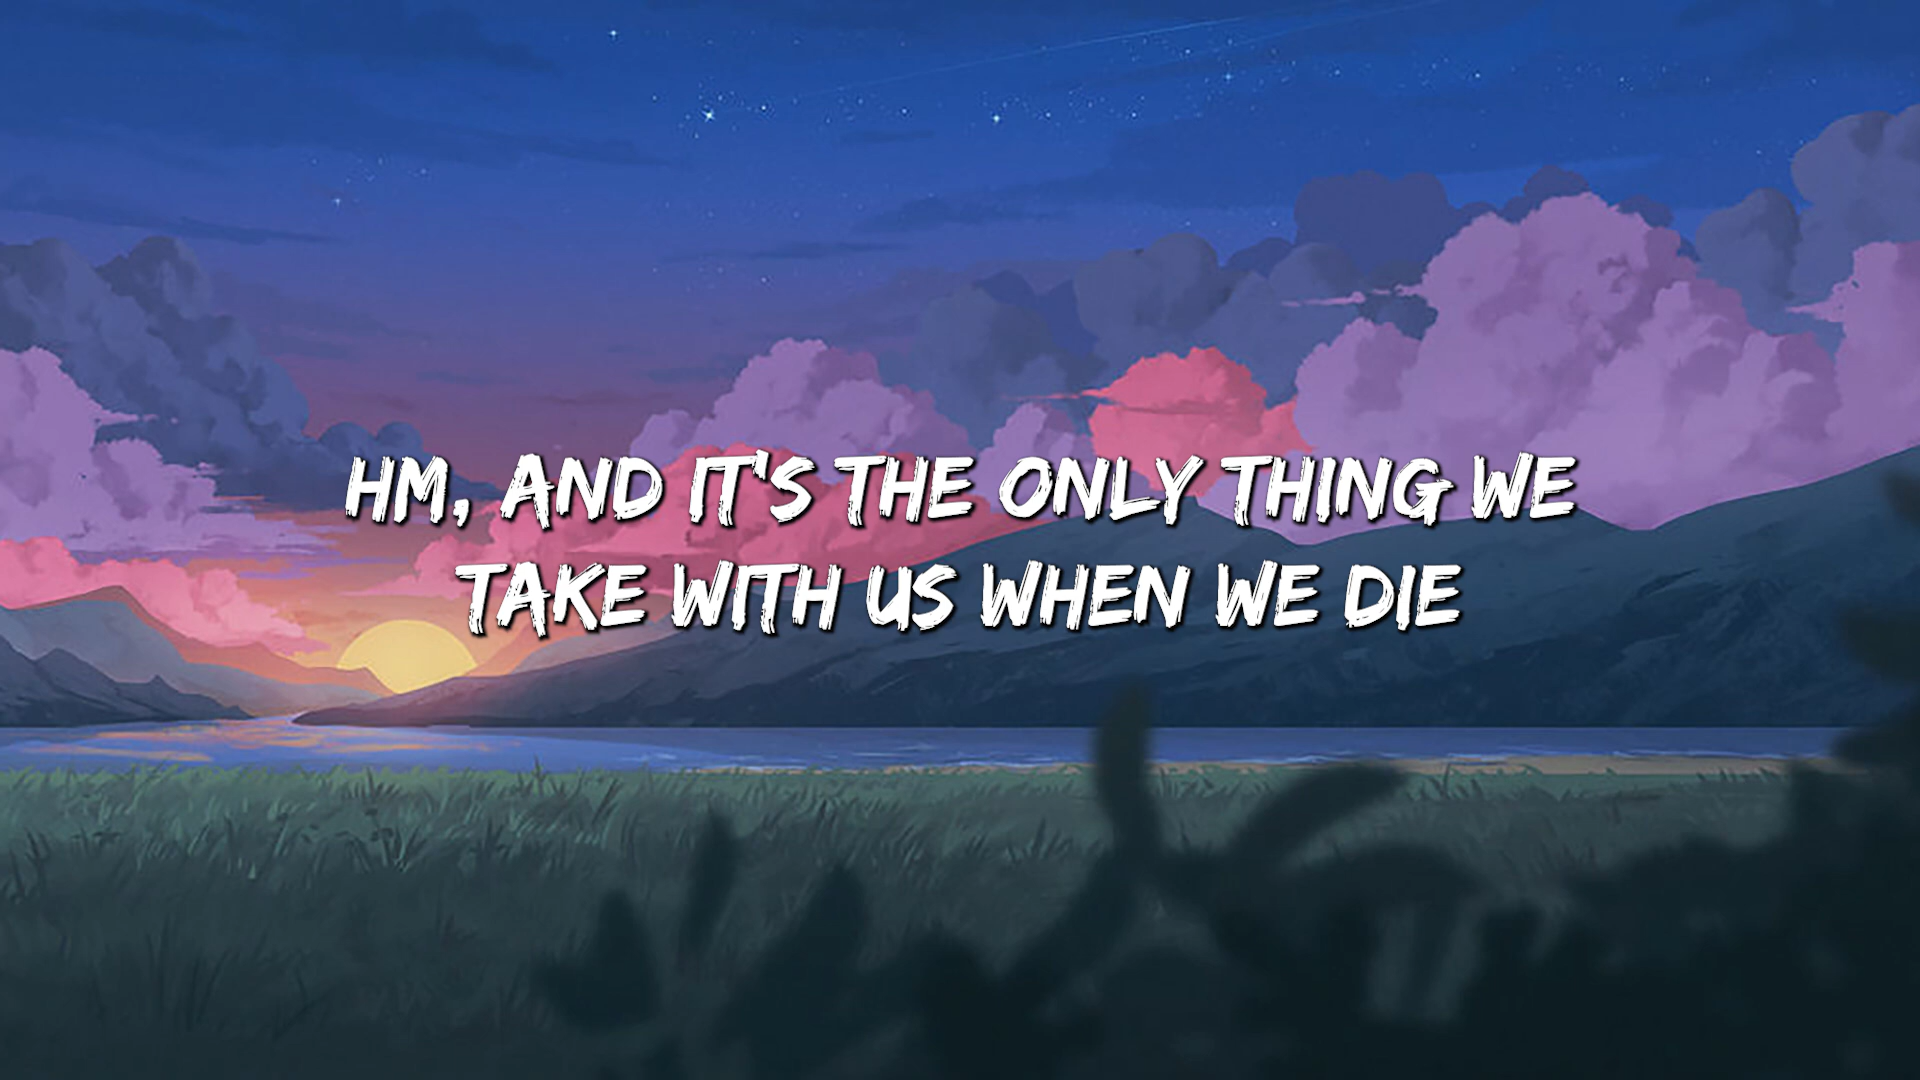 HM, AND IT'S THE ONLY THING WE
TAKE WITH US WHEN WE DIE